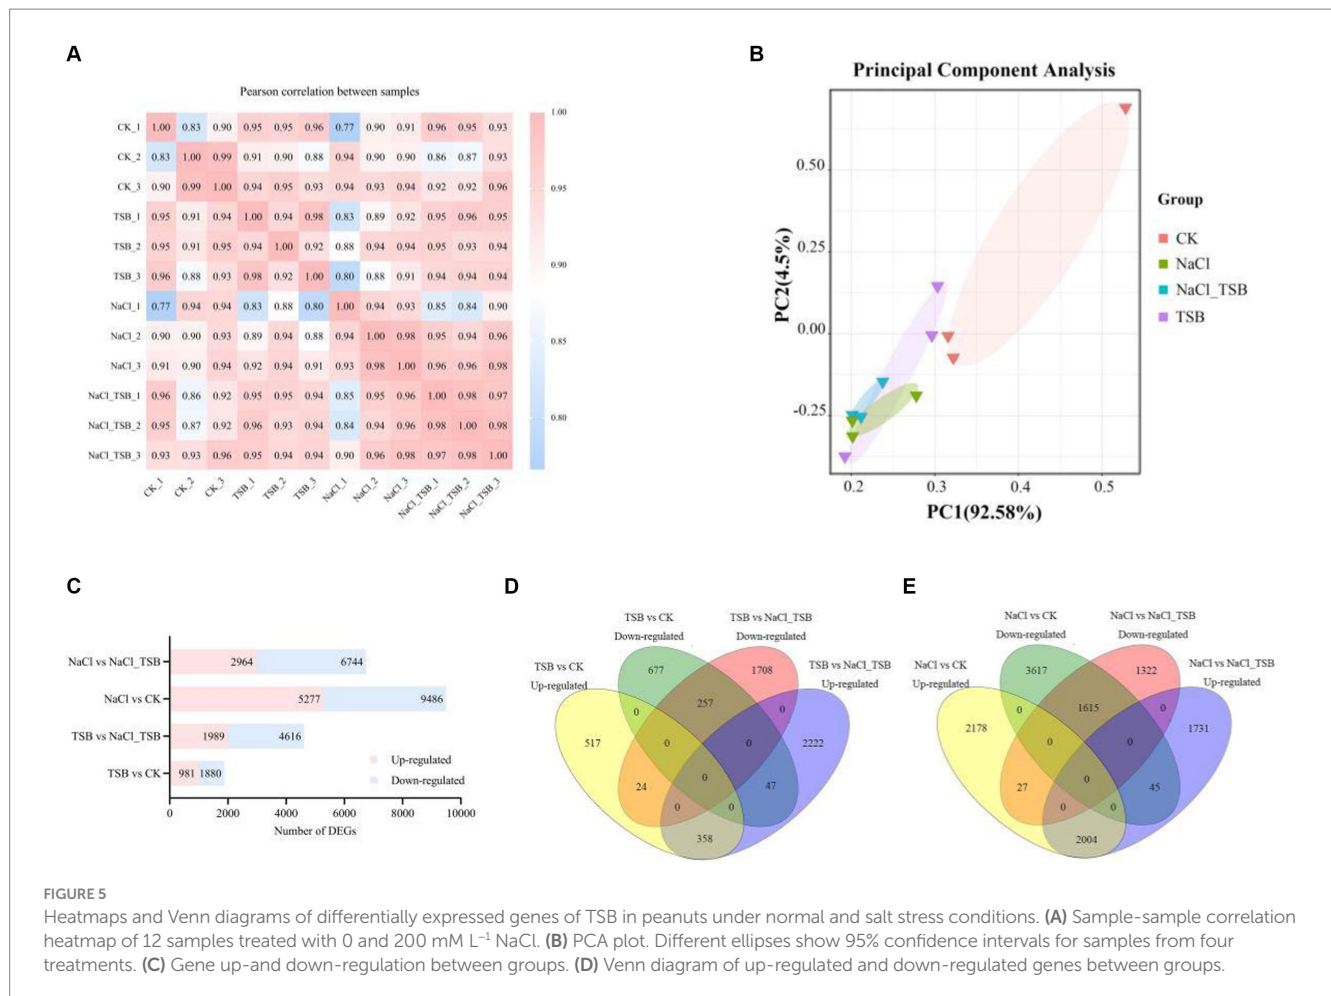 A
Pearson correlation between samples
CK_1 1.00 0.83 0.90 0.95 0.95 0.96 0.77 0.90 0.91 0.96 0.95 0.93
CK_2 0.83 1.00 0.99 0.91 0.90 0.88 0.94 0.90 0.90 0.86 0.87 0.93
CK_3 0.90 0.99 1.00 0.94 0.95 0.93 0.94 0.93 0.94 0.92 0.92 0.96
TSB_1 0.95 0.91 0.94 1.00 0.94 0.98 0.83 0.89 0.92 0.95 0.96 0.95
TSB_2 0.95 0.91 0.95 0.94 1.00 0.92 0.88 0.94 0.94 0.95 0.93 0.94
TSB_3 0.96 0.88 0.93 0.98 0.92 1.00 0.80 0.88 0.91 0.94 0.94 0.94
NaCl_1 0.77 0.94 0.94 0.83 0.88 0.80 1.00 0.94 0.93 0.85 0.84 0.90
NaCl_2 0.90 0.90 0.93 0.89 0.94 0.88 0.94 1.00 0.98 0.95 0.94 0.96
NaCl_3 0.91 0.90 0.94 0.92 0.94 0.91 0.93 0.98 1.00 0.96 0.96 0.98
NaCl_TSB_1 0.96 0.86 0.92 0.95 0.95 0.94 0.85 0.95 0.96 1.00 0.98 0.97
NaCl_TSB_2 0.95 0.87 0.92 0.96 0.93 0.94 0.84 0.94 0.96 0.98 1.00 0.98
NaCl_TSB_3 0.93 0.93 0.96 0.95 0.94 0.94 0.90 0.96 0.98 0.97 0.98 1.00
CK_1 CK_2 CK_3 TSB_1 TSB_2 TSB_3 NaCl_1 NaCl_2 NaCl_3 NaCl_TSB_1 NaCl_TSB_2 NaCl_TSB_3
1.00
0.95
0.90
0.85
0.80
B
Principal Component Analysis
PC2(4.5%)
0.50
0.25
0.00
-0.25
0.2 0.3 0.4 0.5
PC1(92.58%)
Group
CK
NaCl
NaCl_TSB
TSB
C
NaCl vs NaCl_TSB 2964 6744
NaCl vs CK 5277 9486
TSB vs NaCl_TSB 1989 4616
TSB vs CK 981 1880
Up-regulated
Down-regulated
0 2000 4000 6000 8000 10000
Number of DEGs
D
TSB vs CK
Down-regulated
TSB vs NaCl_TSB
Down-regulated
TSB vs CK
Up-regulated
TSB vs NaCl_TSB
Up-regulated
677 1708
257
0 0
517 0 0 2222
0
24 47
0 0
358
E
NaCl vs CK
Down-regulated
NaCl vs NaCl_TSB
Down-regulated
NaCl vs CK
Up-regulated
NaCl vs NaCl_TSB
Up-regulated
3617 1322
1615
0 0
2178 0 0 1731
0
27 45
0 0
2004
FIGURE 5
Heatmaps and Venn diagrams of differentially expressed genes of TSB in peanuts under normal and salt stress conditions. (A) Sample-sample correlation
heatmap of 12 samples treated with 0 and 200 mM L⁻¹ NaCl. (B) PCA plot. Different ellipses show 95% confidence intervals for samples from four
treatments. (C) Gene up-and down-regulation between groups. (D) Venn diagram of up-regulated and down-regulated genes between groups.